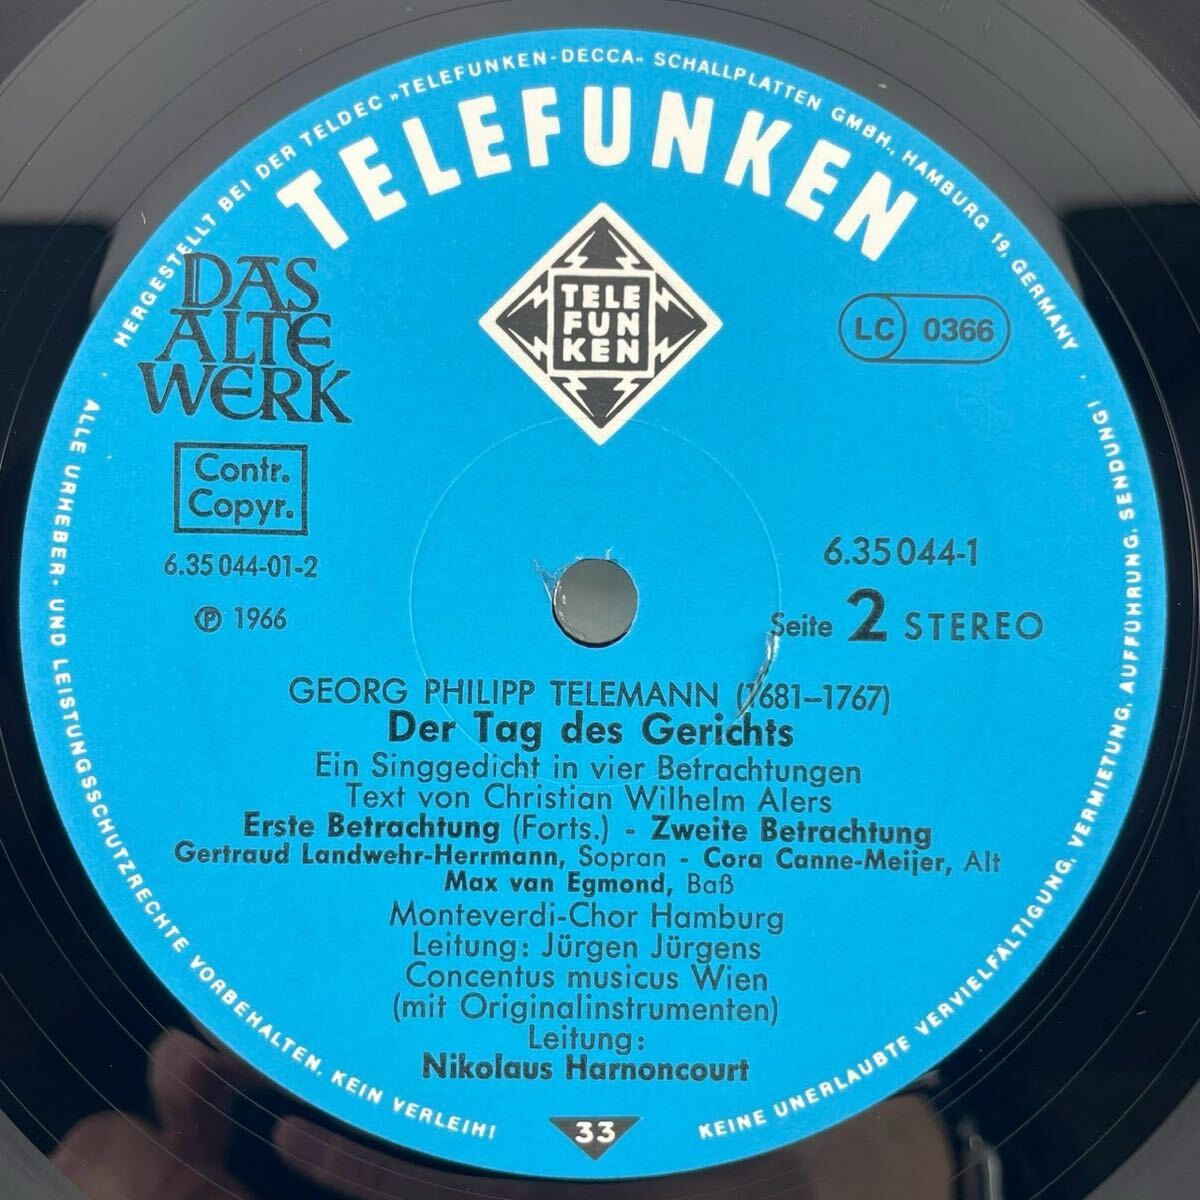 HERGESTELLT BEI DER TELDEC »TELEFUNKEN-DECCA« SCHALLPLATTEN GMBH., HAMBURG 19, GERMANY
TELEFUNKEN
TELE
FUN
KEN
DAS
ALTE
WERK
LC 0366
Contr.
Copyr.
6.35044-01-2
℗ 1966
6.35044-1
Seite 2 STEREO
GEORG PHILIPP TELEMANN (1681–1767)
Der Tag des Gerichts
Ein Singgedicht in vier Betrachtungen
Text von Christian Wilhelm Alers
Erste Betrachtung (Forts.) - Zweite Betrachtung
Gertraud Landwehr-Herrmann, Sopran - Cora Canne-Meijer, Alt
Max van Egmond, Baß
Monteverdi-Chor Hamburg
Leitung: Jürgen Jürgens
Concentus musicus Wien
(mit Originalinstrumenten)
Leitung:
Nikolaus Harnoncourt
33
ALLE URHEBER- UND LEISTUNGSSCHUTZRECHTE VORBEHALTEN. KEIN VERLEIH!
KEINE UNERLAUBTE VERVIELFÄLTIGUNG, VERMIETUNG, AUFFÜHRUNG, SENDUNG!